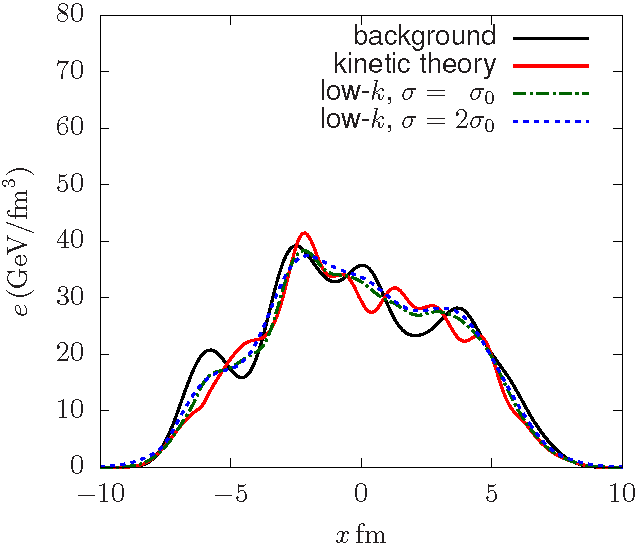 80
70
60
50
40
30
20
10
0
e (GeV/fm³)
background
kinetic theory
low-k, σ = σ₀
low-k, σ = 2σ₀
−10 −5 0 5 10
x fm